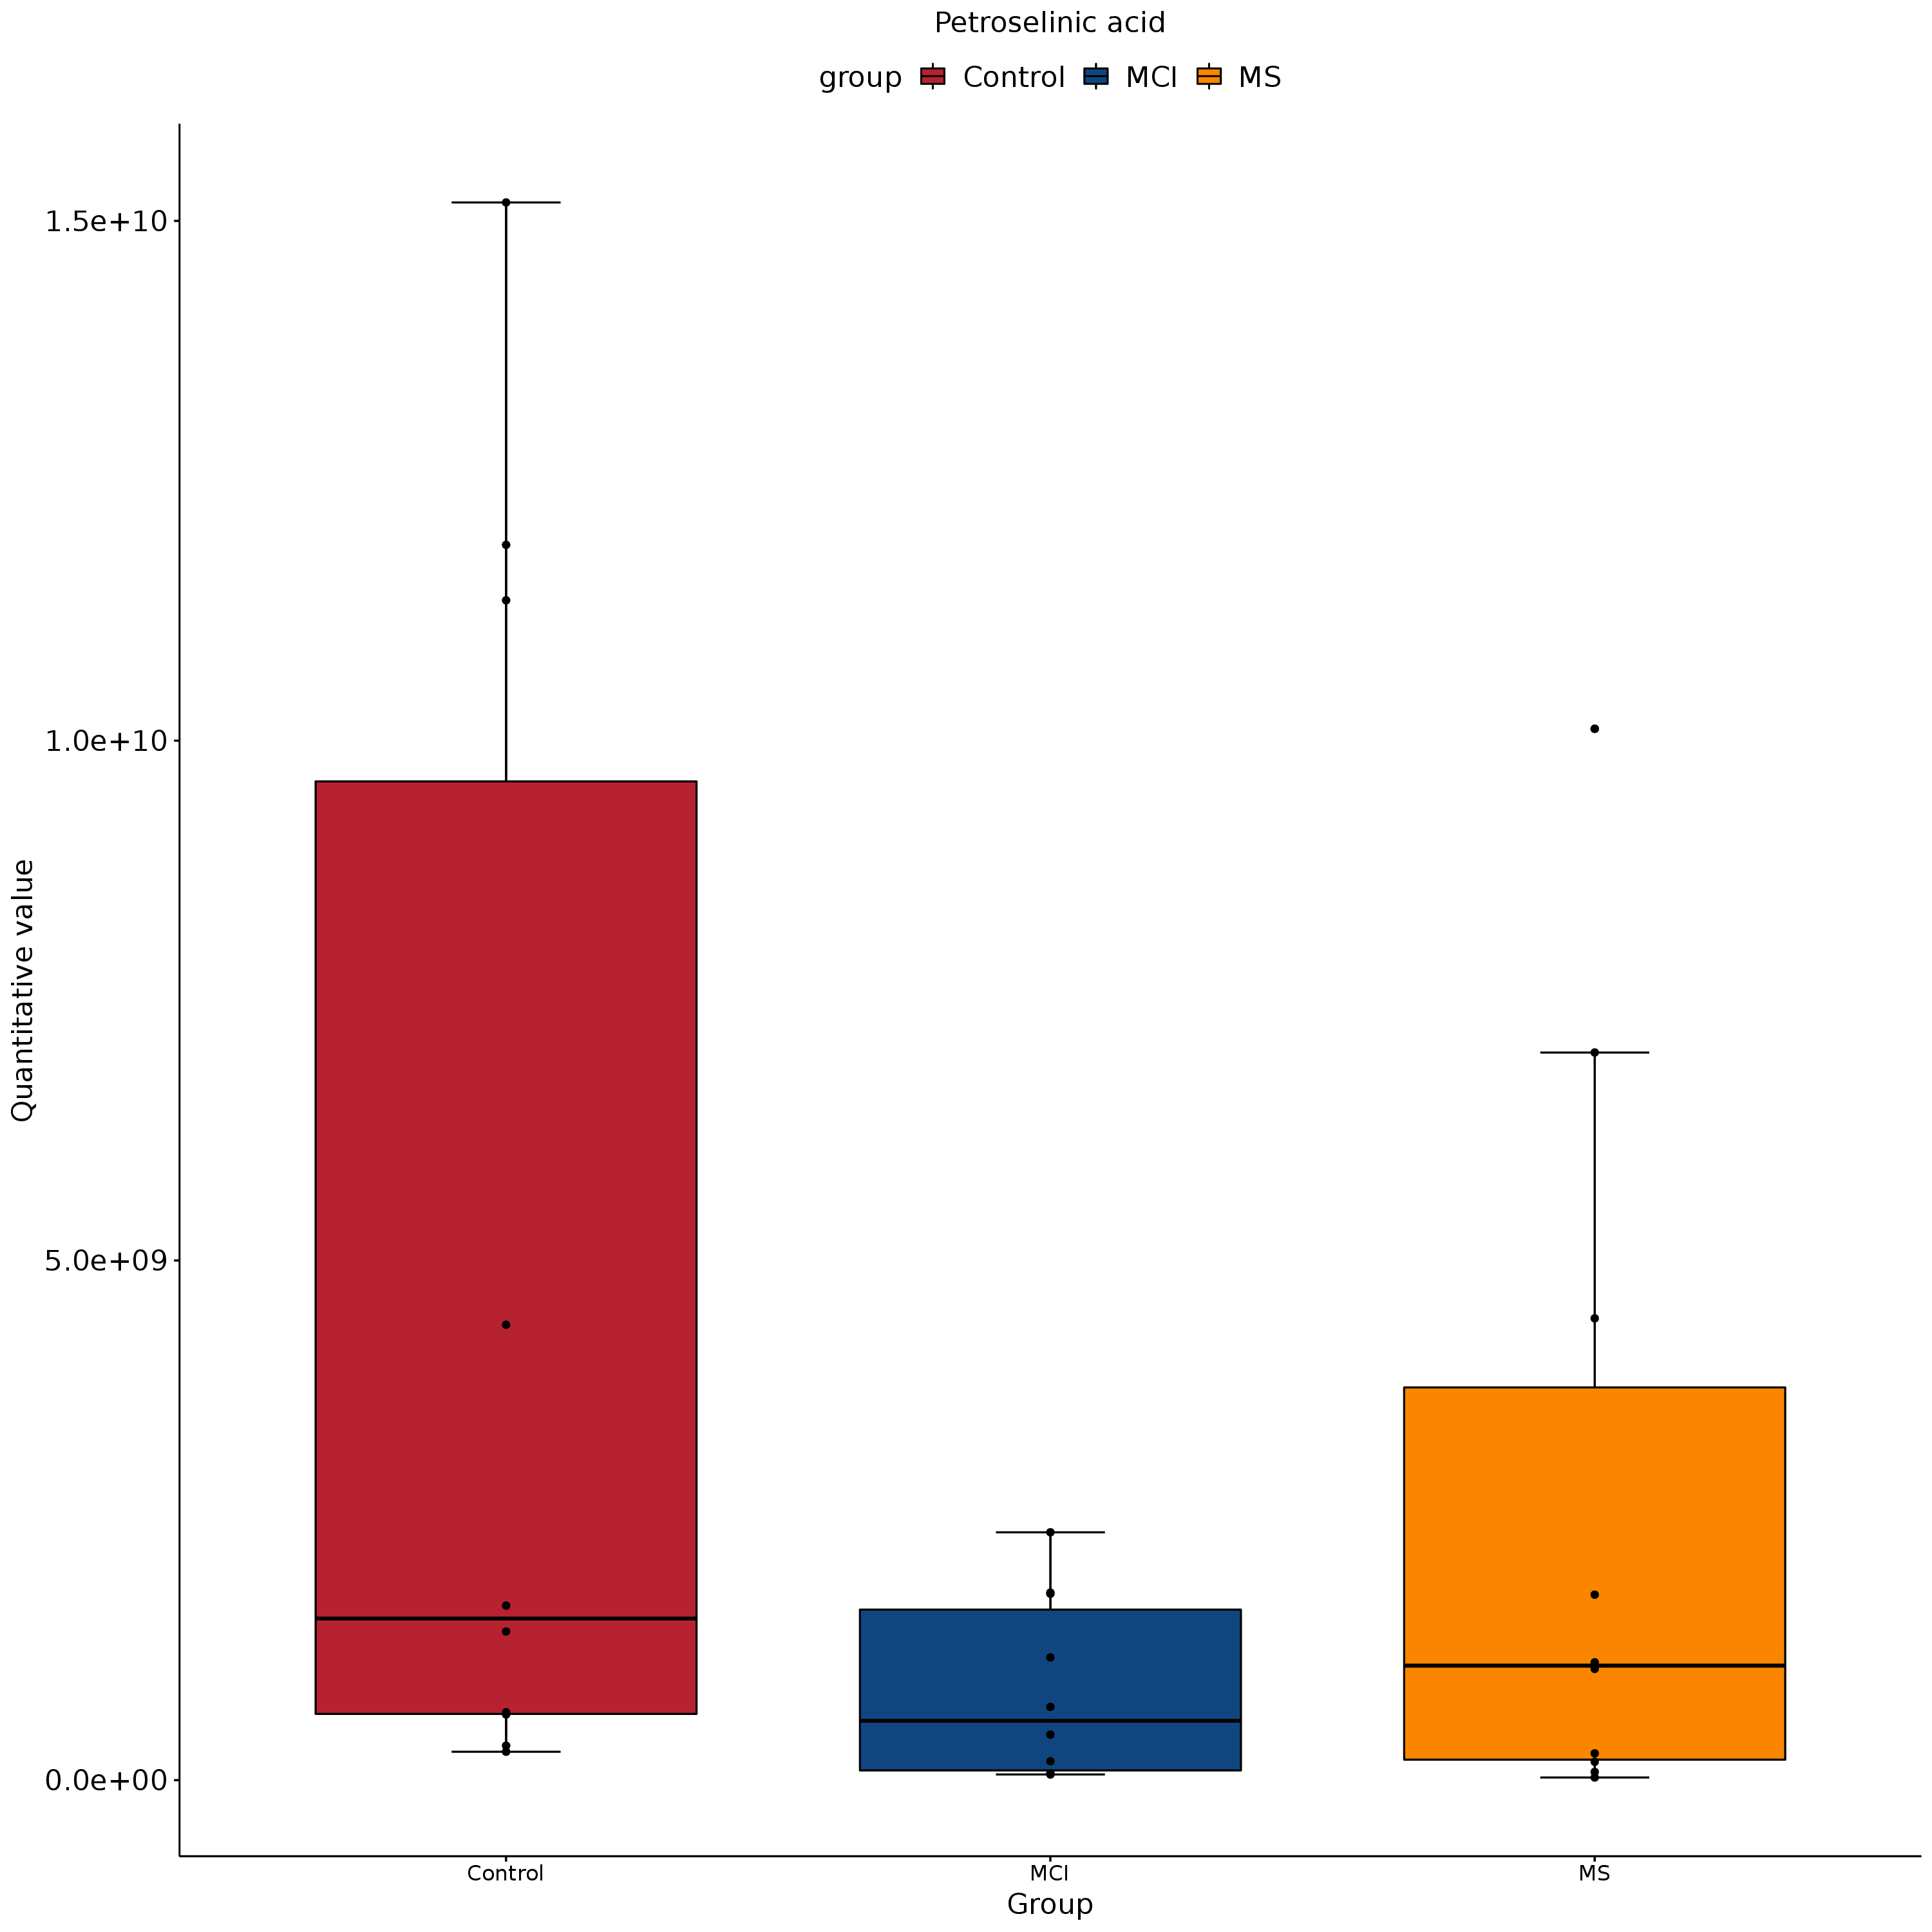 Petroselinic acid
group Control MCI MS
1.5e+10
1.0e+10
5.0e+09
0.0e+00
Quantitative value
Control MCI MS
Group